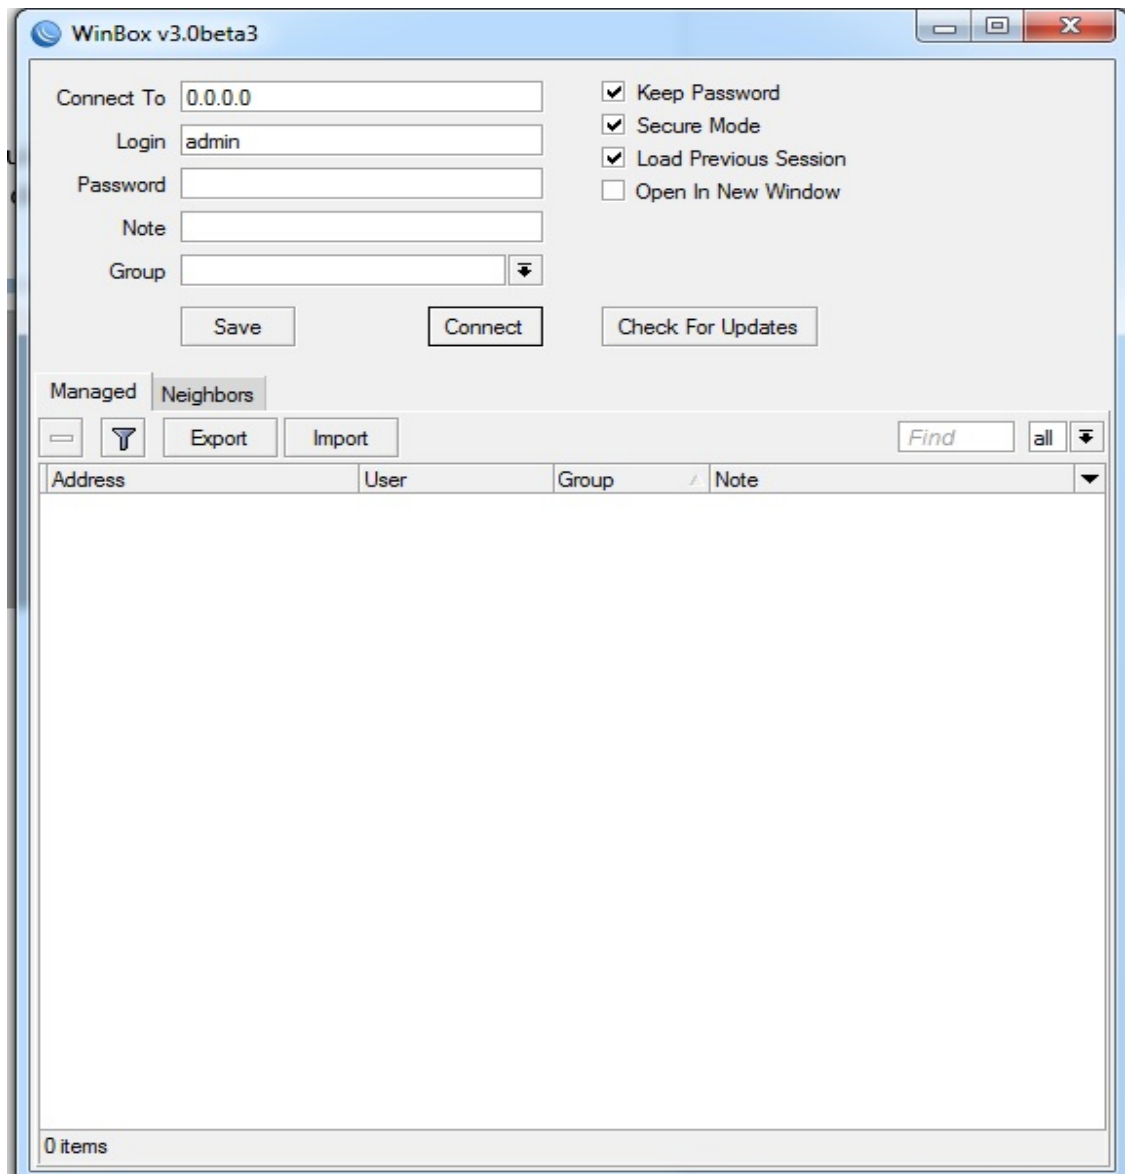 WinBox v3.0beta3
Connect To 0.0.0.0
Keep Password
Login admin
Secure Mode
Load Previous Session
Password
Open In New Window
Note
Group
Save Connect Check For Updates
Managed Neighbors
Export Import Find all
Address User Group Note
0 items